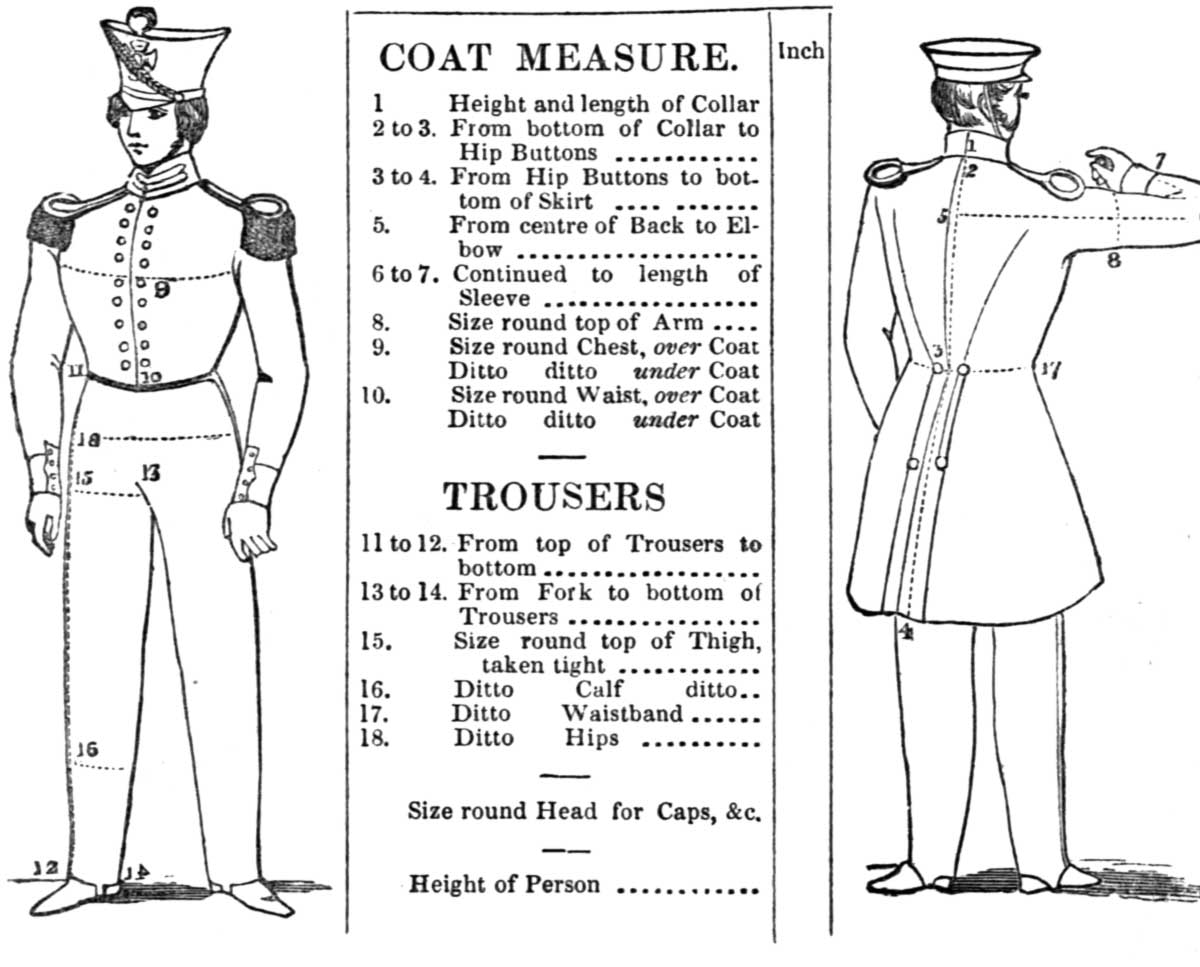 COAT MEASURE.
Inch
1 Height and length of Collar
2 to 3. From bottom of Collar to
Hip Buttons ............
3 to 4. From Hip Buttons to bot-
tom of Skirt .... .......
5. From centre of Back to El-
bow ....................
6 to 7. Continued to length of
Sleeve ..................
8. Size round top of Arm ....
9. Size round Chest, over Coat
Ditto ditto under Coat
10. Size round Waist, over Coat
Ditto ditto under Coat
TROUSERS
11 to 12. From top of Trousers to
bottom ..................
13 to 14. From Fork to bottom of
Trousers ................
15. Size round top of Thigh,
taken tight ............
16. Ditto Calf ditto..
17. Ditto Waistband ......
18. Ditto Hips ..........
Size round Head for Caps, &c.
Height of Person ............
9
11
10
18
15
13
16
12
14
1
2
7
5
8
3
17
4